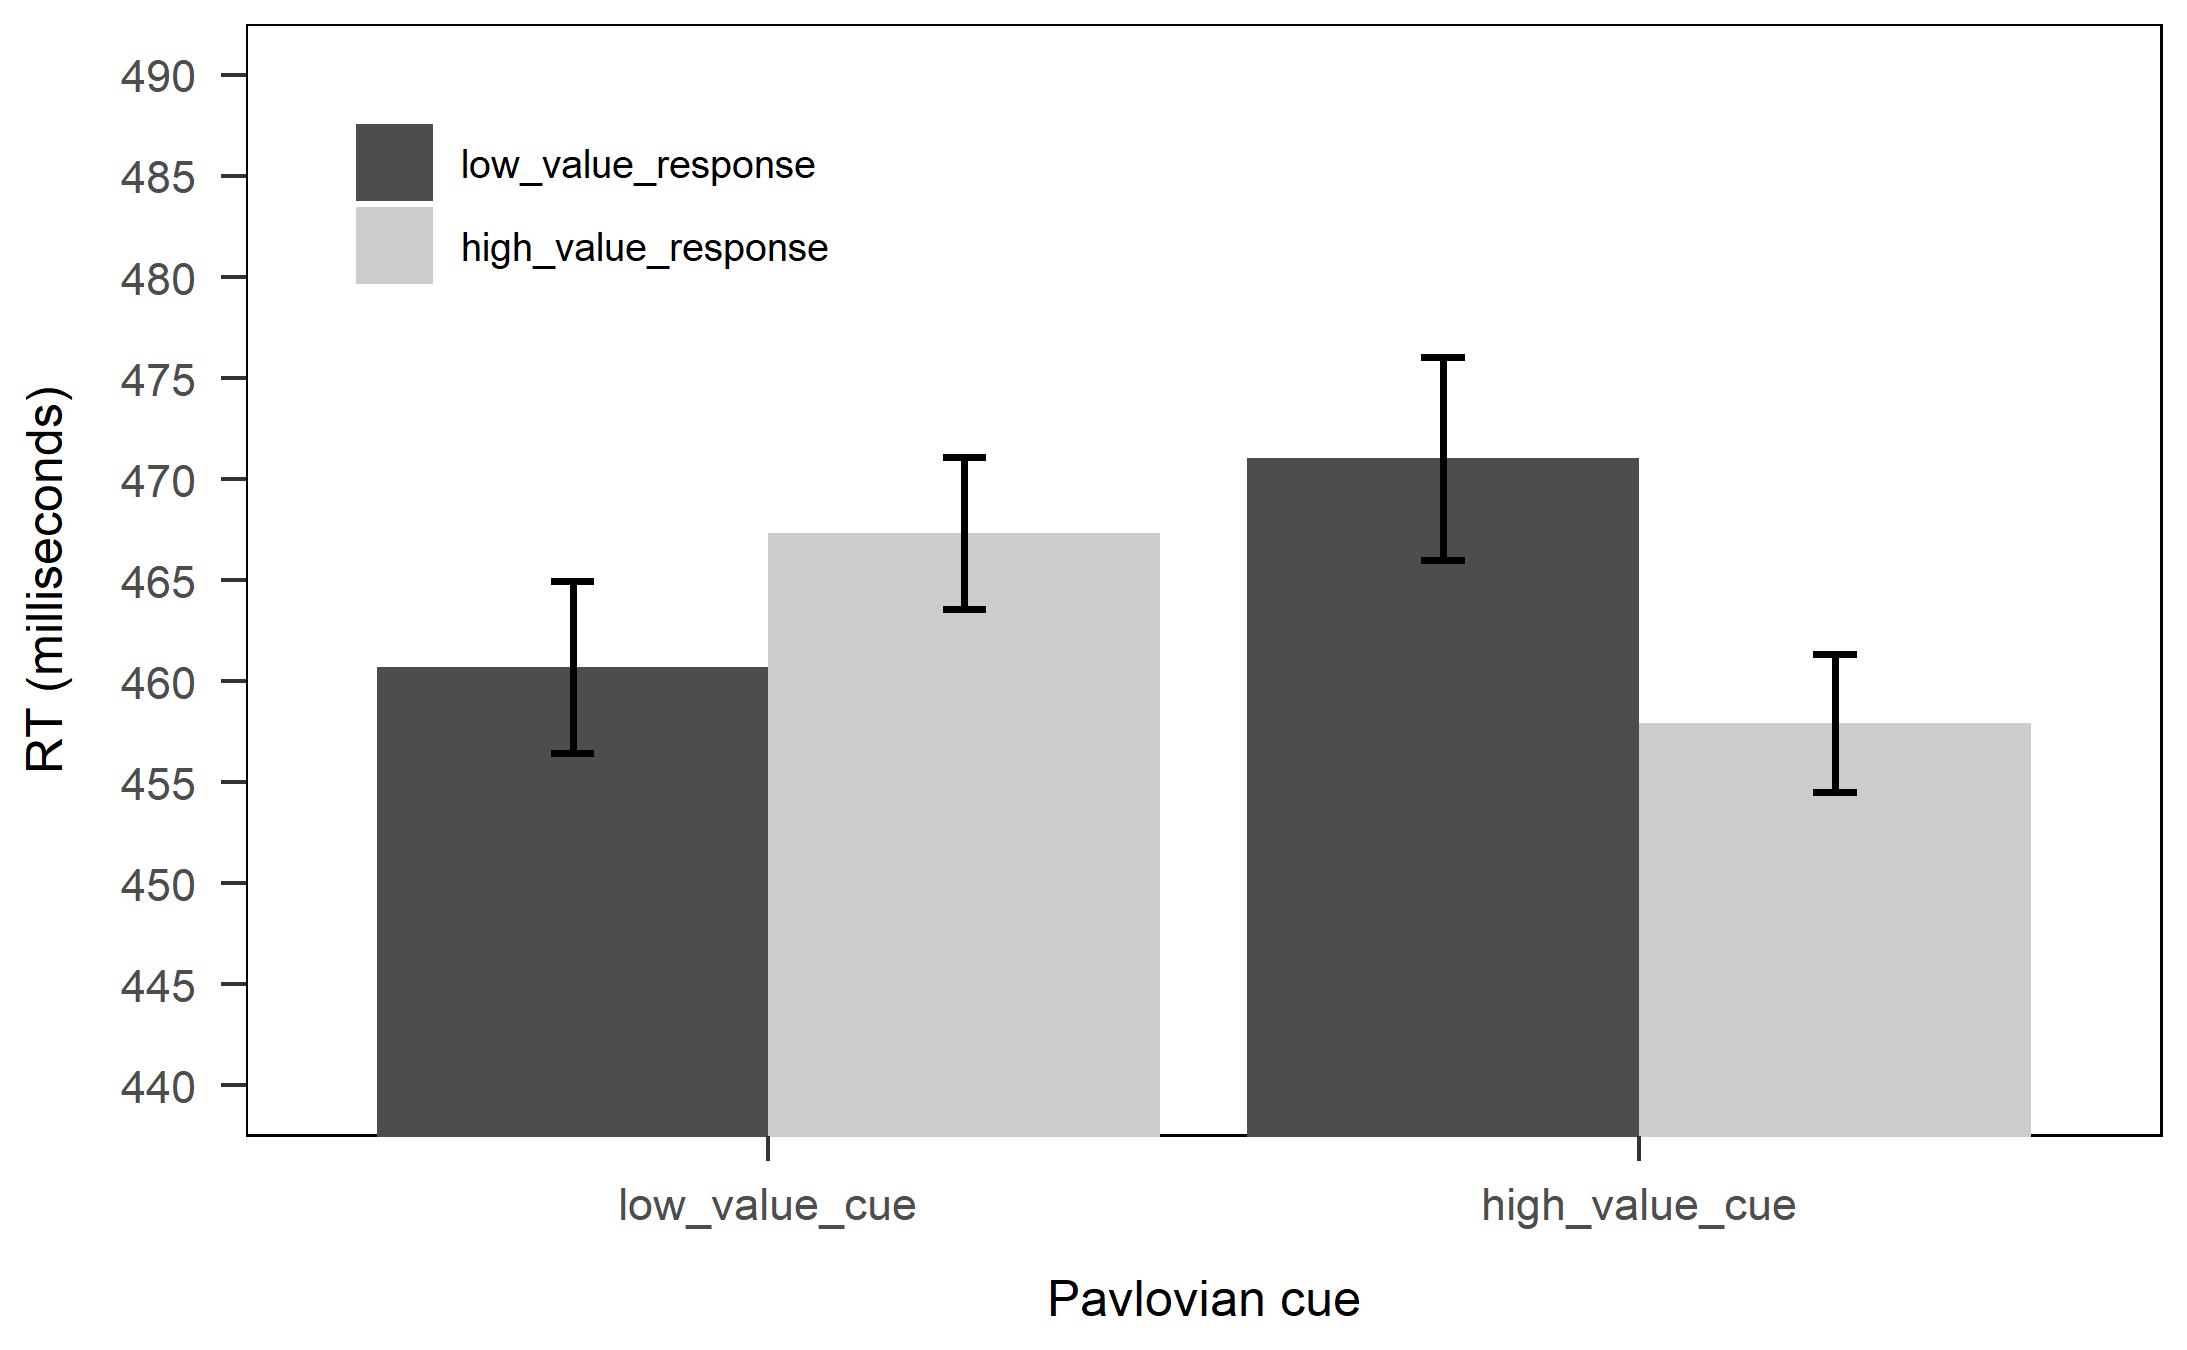 490
485
480
475
470
465
460
455
450
445
440
RT (milliseconds)
low_value_response
high_value_response
low_value_cue
high_value_cue
Pavlovian cue